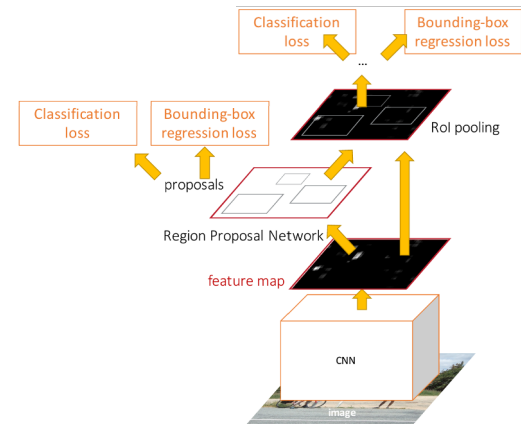 Classification
loss
Bounding-box
regression loss
...
RoI pooling
Classification
loss
Bounding-box
regression loss
proposals
Region Proposal Network
feature map
CNN
image